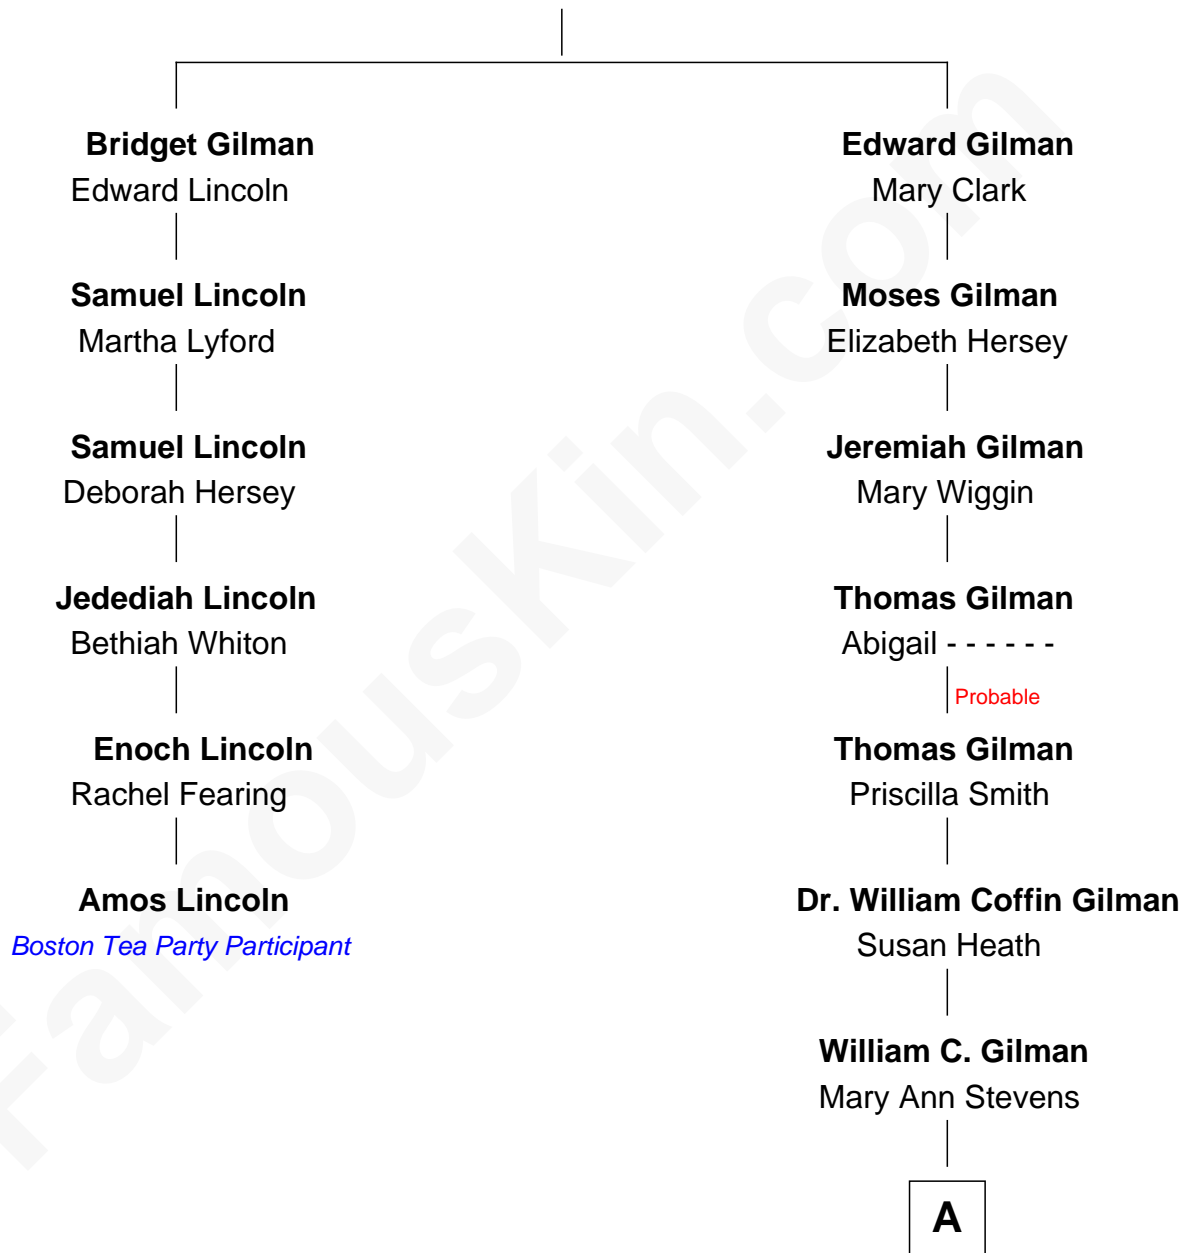 Bridget Gilman
Edward Lincoln
Samuel Lincoln
Martha Lyford
Samuel Lincoln
Deborah Hersey
Jedediah Lincoln
Bethiah Whiton
Enoch Lincoln
Rachel Fearing
Amos Lincoln
Boston Tea Party Participant
Edward Gilman
Mary Clark
Moses Gilman
Elizabeth Hersey
Jeremiah Gilman
Mary Wiggin
Thomas Gilman
Abigail - - - - - -
Probable
Thomas Gilman
Priscilla Smith
Dr. William Coffin Gilman
Susan Heath
William C. Gilman
Mary Ann Stevens
A
FamousKin.com